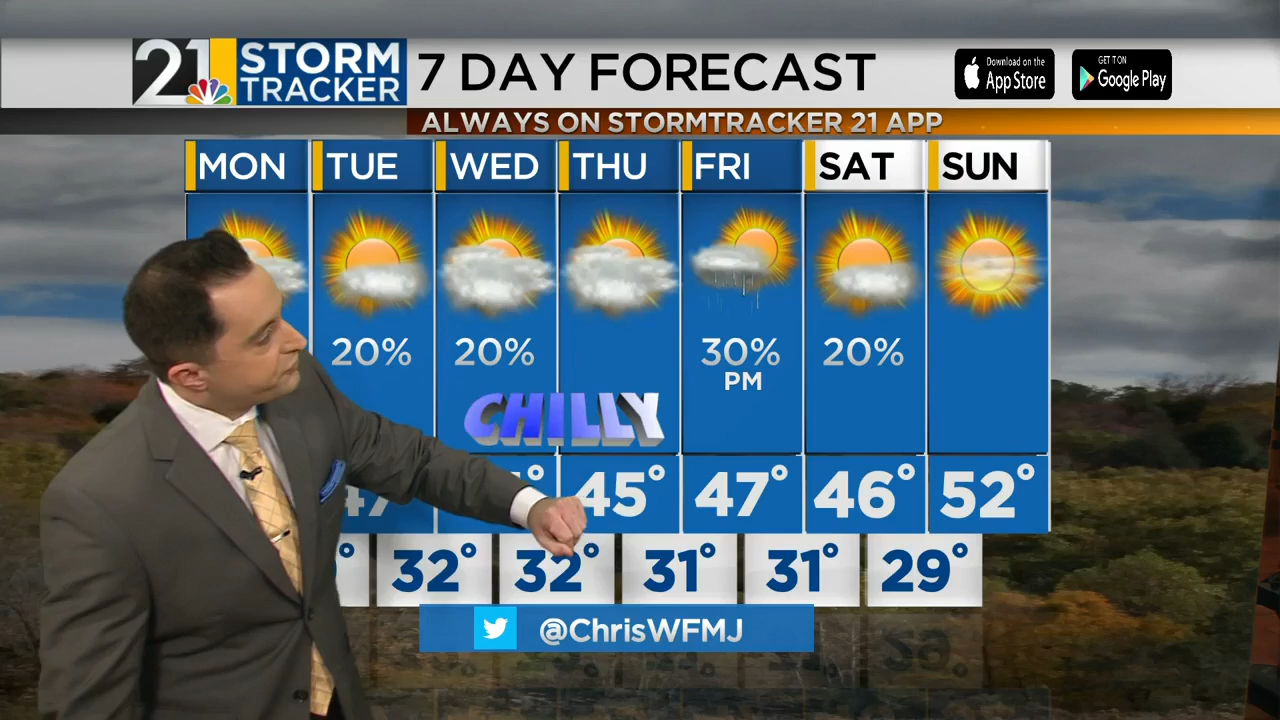 21 STORM TRACKER
7 DAY FORECAST
Download on the App Store
GET IT ON Google Play
ALWAYS ON STORMTRACKER 21 APP
MON TUE WED THU FRI SAT SUN
20% 20% 30% 20%
PM
CHILLY
47 45° 47° 46° 52°
32° 32° 31° 31° 29°
@ChrisWFMJ